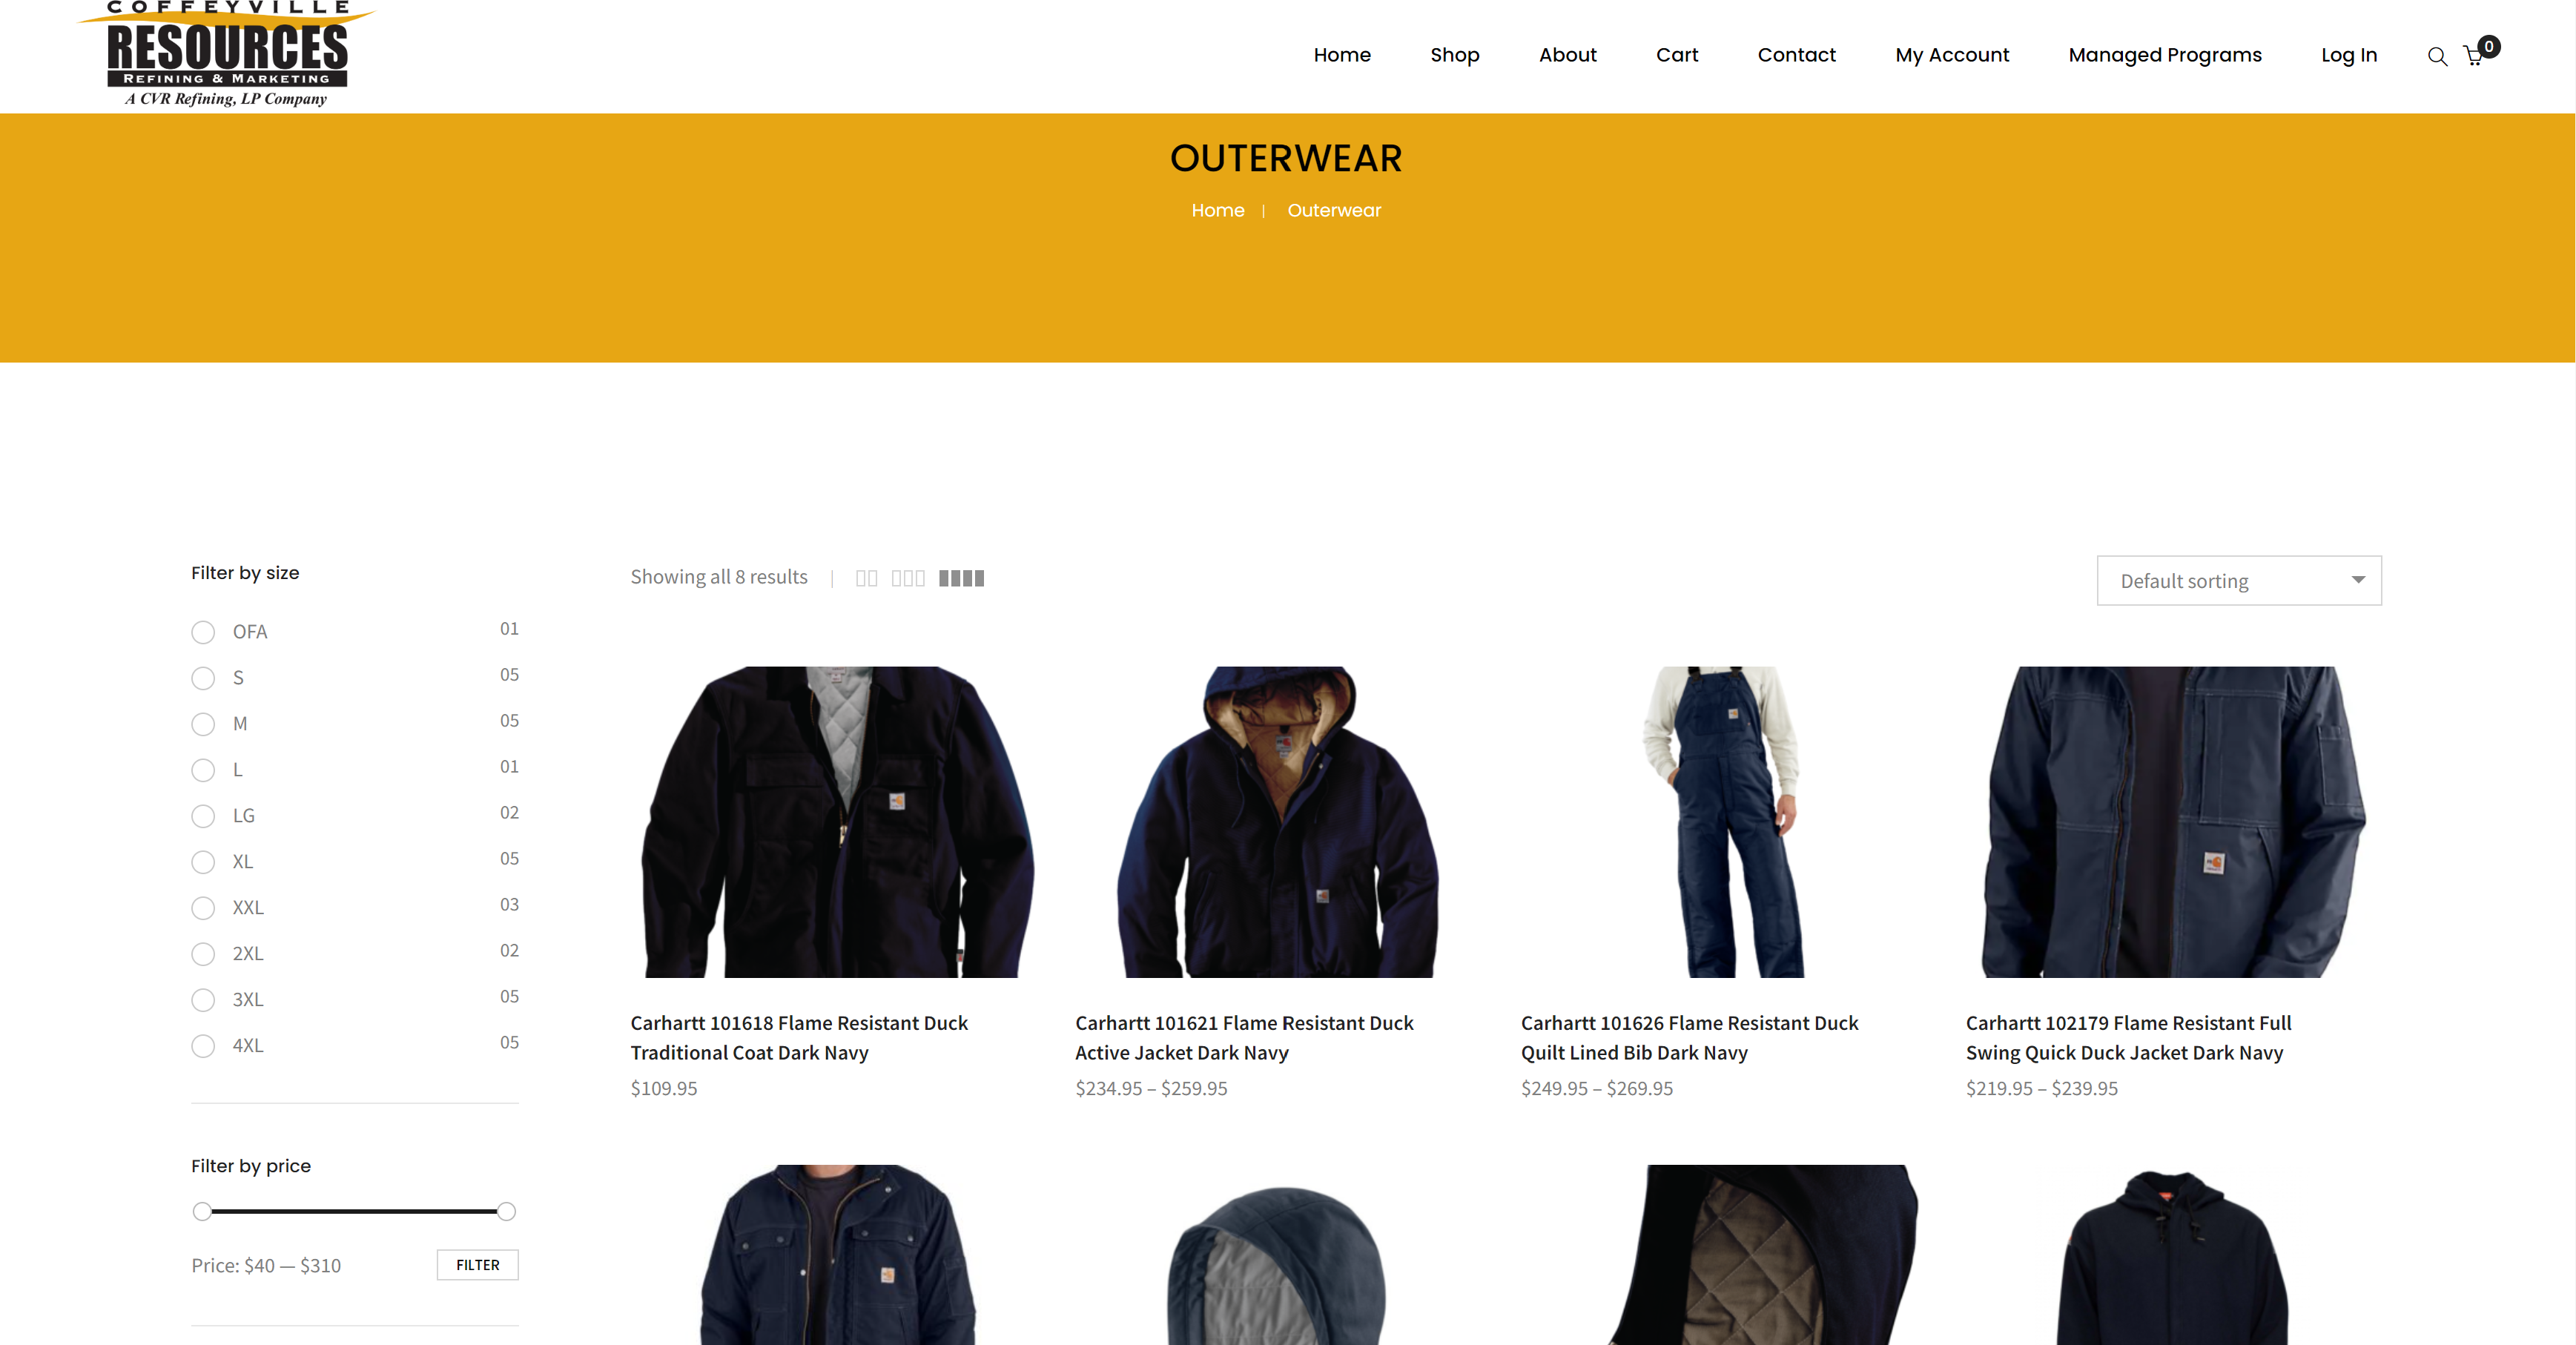 COFFEYVILLE
RESOURCES
REFINING & MARKETING
A CVR Refining, LP Company
Home
Shop
About
Cart
Contact
My Account
Managed Programs
Log In
0
OUTERWEAR
Home | Outerwear
Filter by size
OFA 01
S 05
M 05
L 01
LG 02
XL 05
XXL 03
2XL 02
3XL 05
4XL 05
Filter by price
Price: $40 — $310
FILTER
Showing all 8 results
Default sorting
Carhartt 101618 Flame Resistant Duck
Traditional Coat Dark Navy
$109.95
Carhartt 101621 Flame Resistant Duck
Active Jacket Dark Navy
$234.95 – $259.95
Carhartt 101626 Flame Resistant Duck
Quilt Lined Bib Dark Navy
$249.95 – $269.95
Carhartt 102179 Flame Resistant Full
Swing Quick Duck Jacket Dark Navy
$219.95 – $239.95